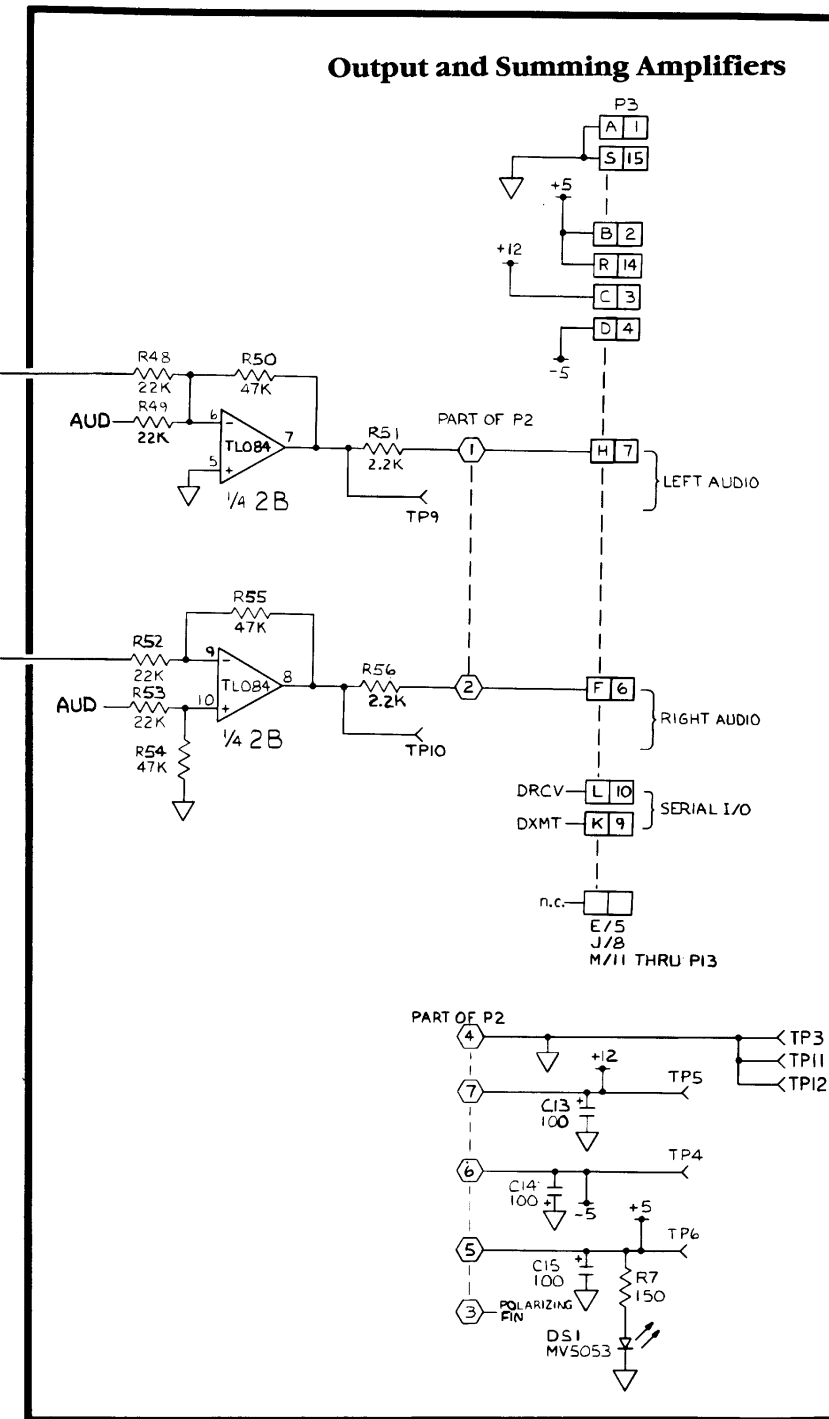 Output and Summing Amplifiers
P3
A 1
S 15
+5
B 2
R 14
+12
C 3
D 4
-5
R48
22K
R50
47K
AUD
R49
22K
6
-
TL084
7
5
+
1/4 2B
R51
2.2K
TP9
PART OF P2
1
H 7
LEFT AUDIO
R55
47K
R52
22K
9
-
TL084
8
AUD
R53
22K
10
+
1/4 2B
R54
47K
R56
2.2K
TP10
2
F 6
RIGHT AUDIO
DRCV
L 10
DXMT
K 9
SERIAL I/O
n.c.
E/5
J/8
M/11 THRU P13
PART OF P2
4
TP3
TP11
TP12
7
+12
TP5
C13
100
+
6
TP4
C14
100
+
-5
5
+5
TP6
C15
100
+
R7
150
3
POLARIZING
FIN
DS1
MV5053